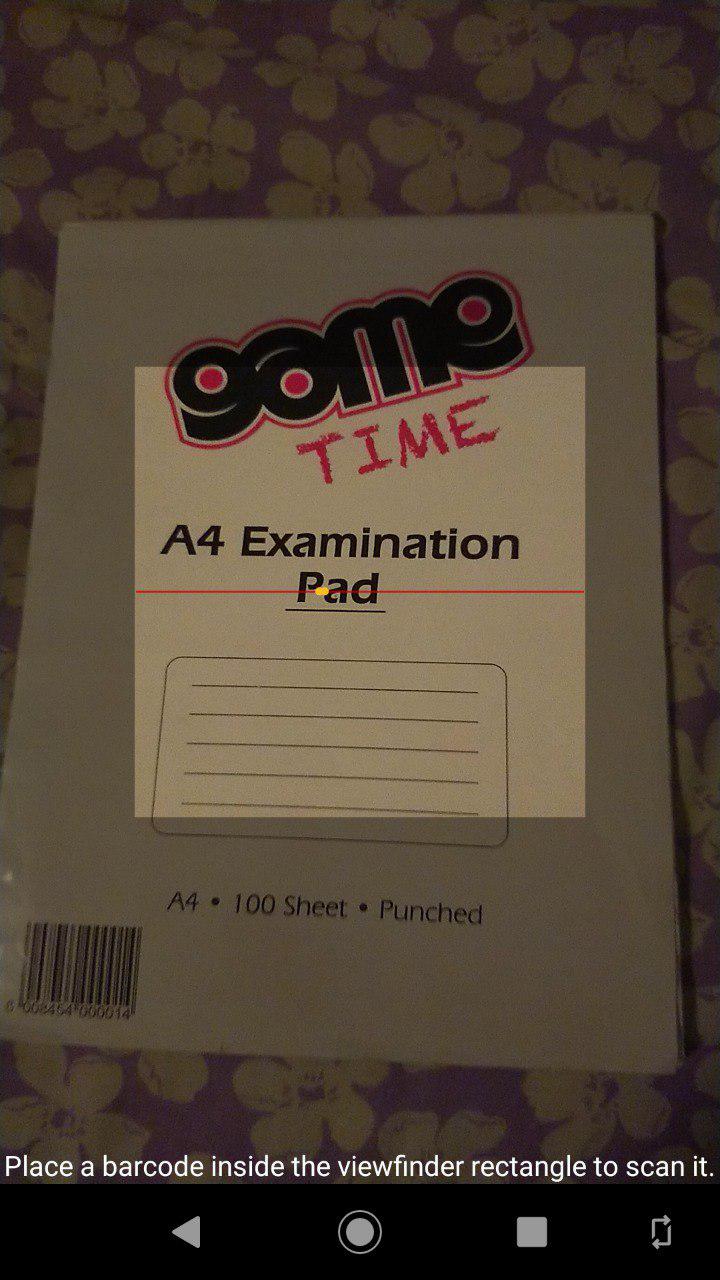 game
TIME
A4 Examination
Pad
A4 • 100 Sheet • Punched
6 008454 000014
Place a barcode inside the viewfinder rectangle to scan it.